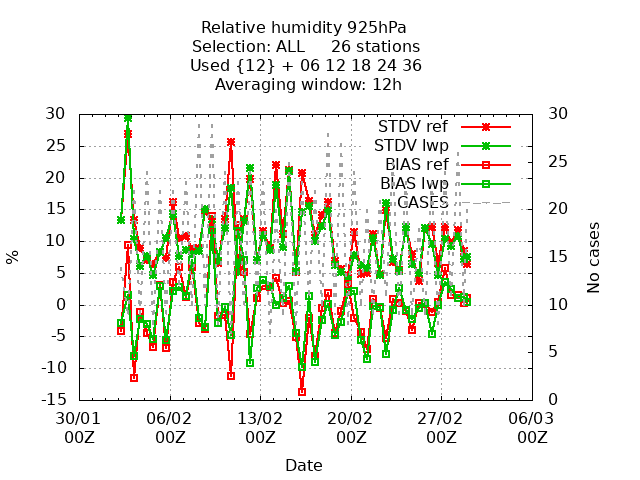 Relative humidity 925hPa
Selection: ALL 26 stations
Used {12} + 06 12 18 24 36
Averaging window: 12h
STDV ref
STDV lwp
BIAS ref
BIAS lwp
CASES
30
25
20
15
10
5
0
-5
-10
-15
%
30
25
20
15
10
5
0
No cases
30/01 06/02 13/02 20/02 27/02 06/03
00Z 00Z 00Z 00Z 00Z 00Z
Date